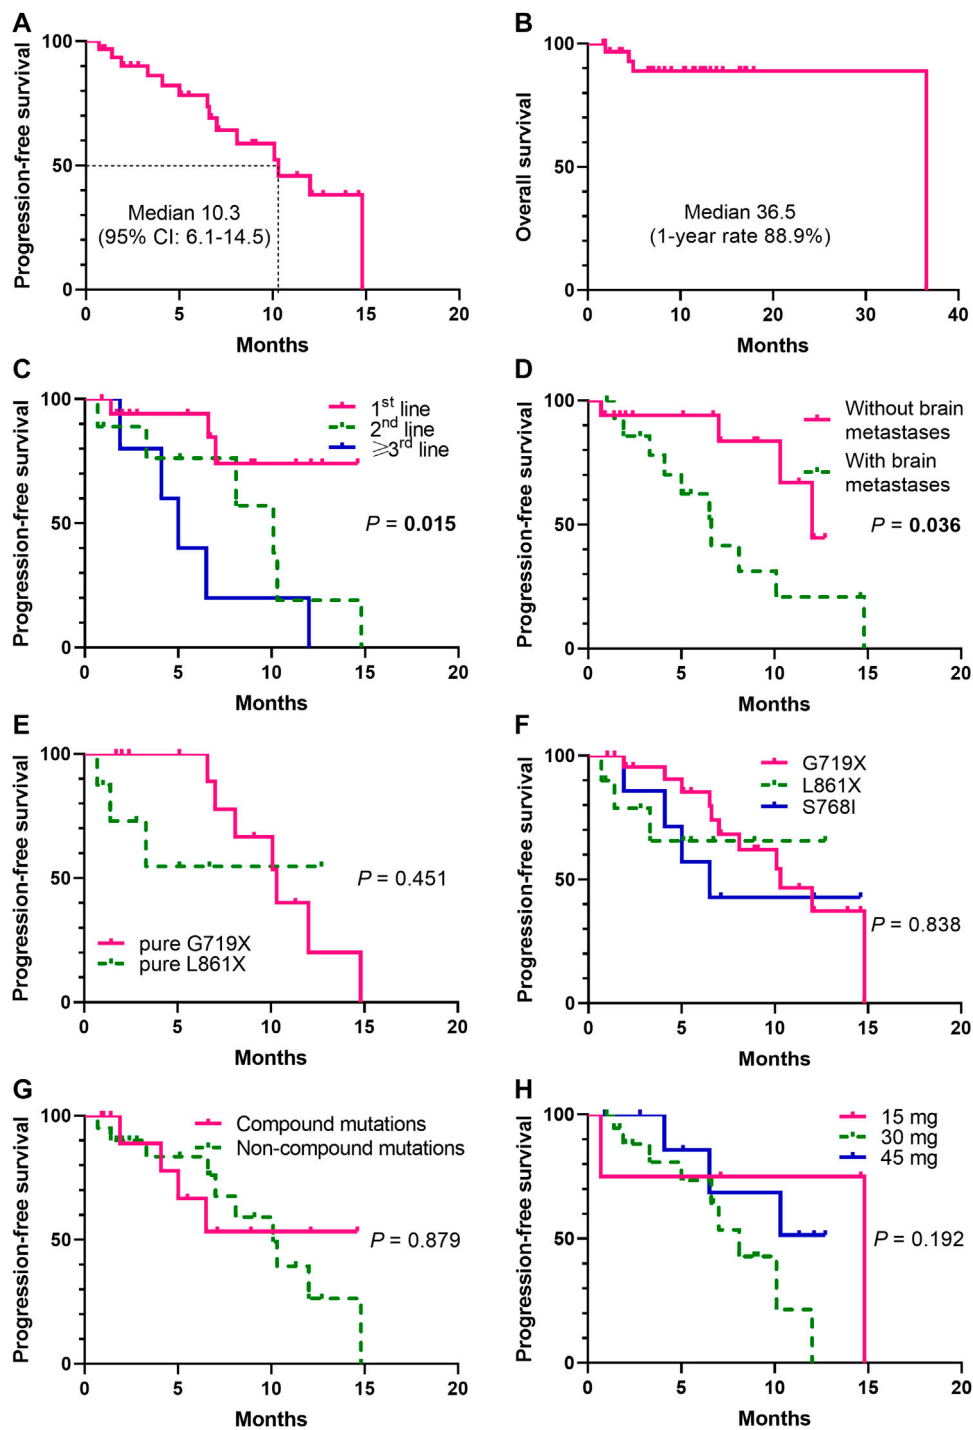 A
Progression-free survival
100
50
0
Median 10.3
(95% CI: 6.1-14.5)
0 5 10 15 20
Months
B
Overall survival
100
50
0
Median 36.5
(1-year rate 88.9%)
0 10 20 30 40
Months
C
Progression-free survival
100
50
0
1st line
2nd line
⩾3rd line
P = 0.015
0 5 10 15 20
Months
D
Progression-free survival
100
50
0
Without brain
metastases
With brain
metastases
P = 0.036
0 5 10 15 20
Months
E
Progression-free survival
100
50
0
P = 0.451
pure G719X
pure L861X
0 5 10 15 20
Months
F
Progression-free survival
100
50
0
G719X
L861X
S768I
P = 0.838
0 5 10 15 20
Months
G
Progression-free survival
100
50
0
Compound mutations
Non-compound mutations
P = 0.879
0 5 10 15 20
Months
H
Progression-free survival
100
50
0
15 mg
30 mg
45 mg
P = 0.192
0 5 10 15 20
Months